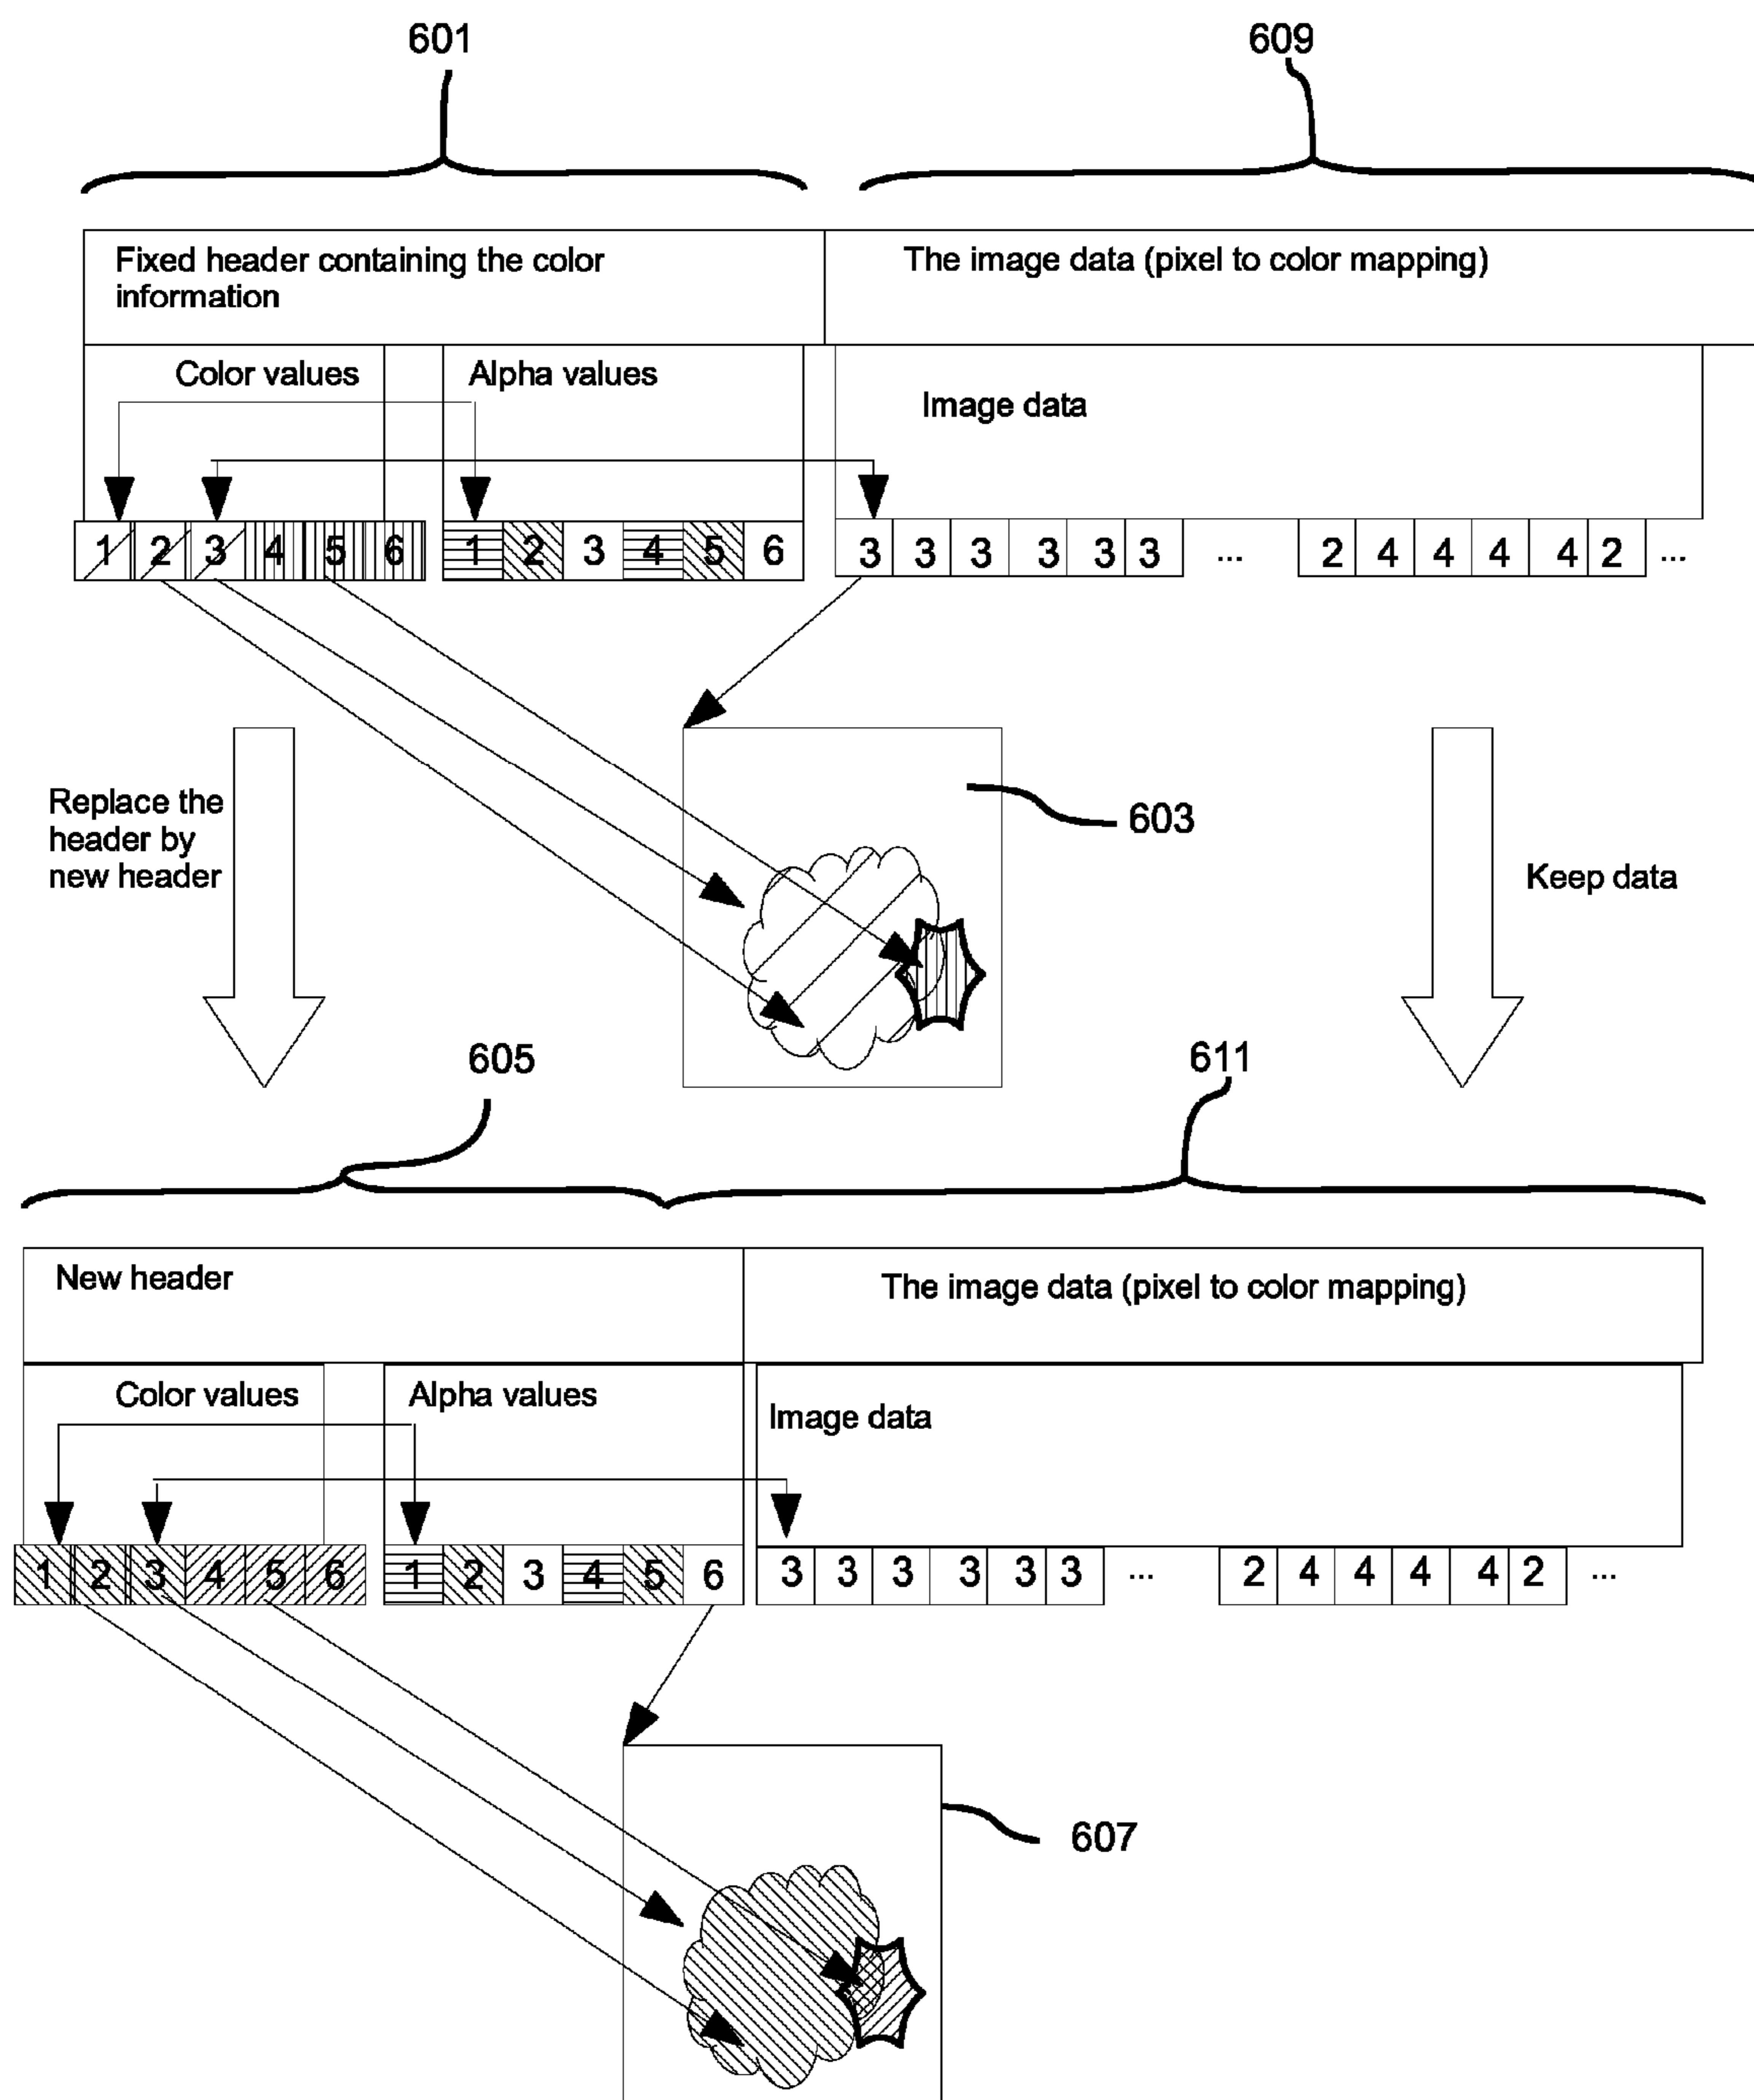 601
609
Fixed header containing the color
information
The image data (pixel to color mapping)
Color values
Alpha values
Image data
1 2 3 4 5 6
1 2 3 4 5 6
3 3 3 3 3 3 ... 2 4 4 4 4 2 ...
Replace the
header by
new header
603
Keep data
605
611
New header
The image data (pixel to color mapping)
Color values
Alpha values
Image data
1 2 3 4 5 6
1 2 3 4 5 6
3 3 3 3 3 3 ... 2 4 4 4 4 2 ...
607